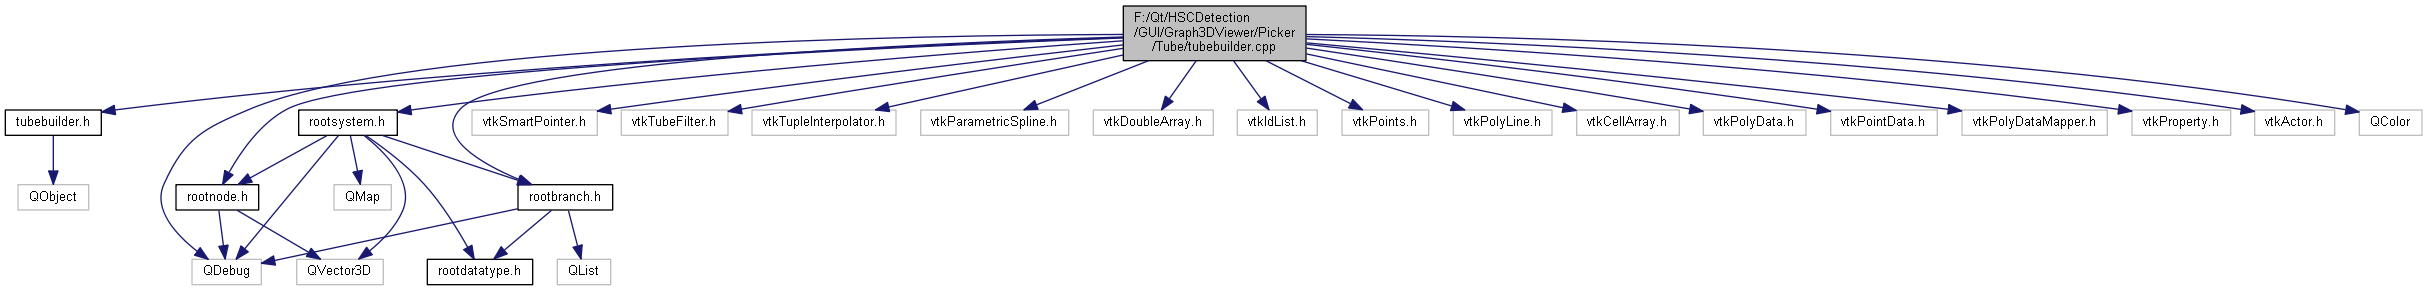 F:/Qt/HSCDetection
/GUI/Graph3DViewer/Picker
/Tube/tubebuilder.cpp
tubebuilder.h
rootsystem.h
vtkSmartPointer.h
vtkTubeFilter.h
vtkTupleInterpolator.h
vtkParametricSpline.h
vtkDoubleArray.h
vtkIdList.h
vtkPoints.h
vtkPolyLine.h
vtkCellArray.h
vtkPolyData.h
vtkPointData.h
vtkPolyDataMapper.h
vtkProperty.h
vtkActor.h
QColor
QObject
rootnode.h
QMap
rootbranch.h
QDebug
QVector3D
rootdatatype.h
QList